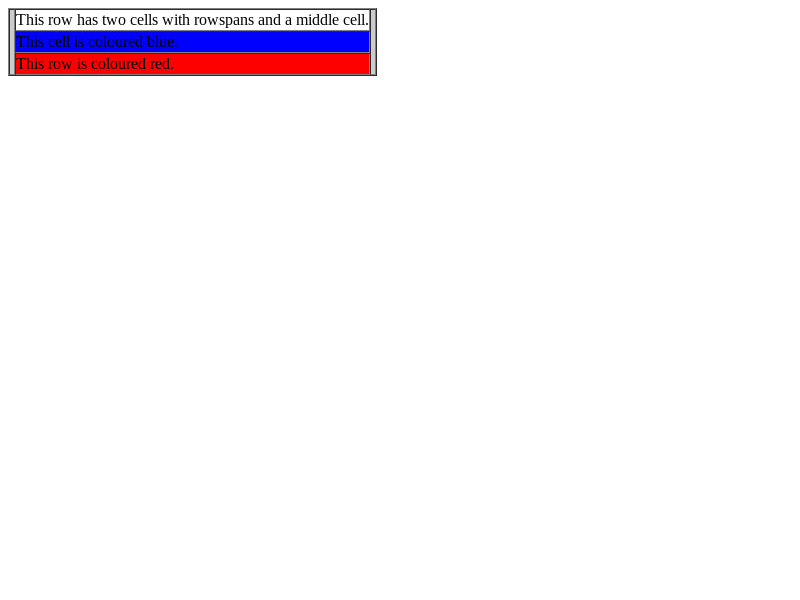 This row has two cells with rowspans and a middle cell.
This cell is coloured blue.
This row is coloured red.